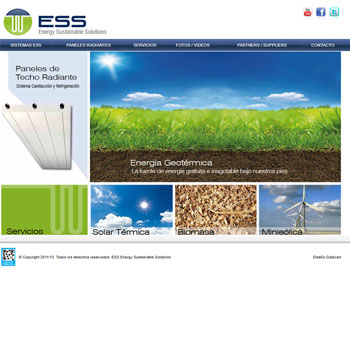 ESS
Energy Sustainable Solutions
SISTEMAS ESS
PANELES RADIANTES
SERVICIOS
FOTOS / VIDEOS
PARTNERS / SUPPLIERS
CONTACTO
Paneles de
Techo Radiante
Sistema Calefacción y Refrigeración
Energía Geotérmica
La fuente de energía gratuita e inagotable bajo nuestros pies
Servicios
Solar Térmica
Biomasa
Minieólica
© Copyright 2011/13 Todos los derechos reservados ESS Energy Sustainable Solutions
Diseño